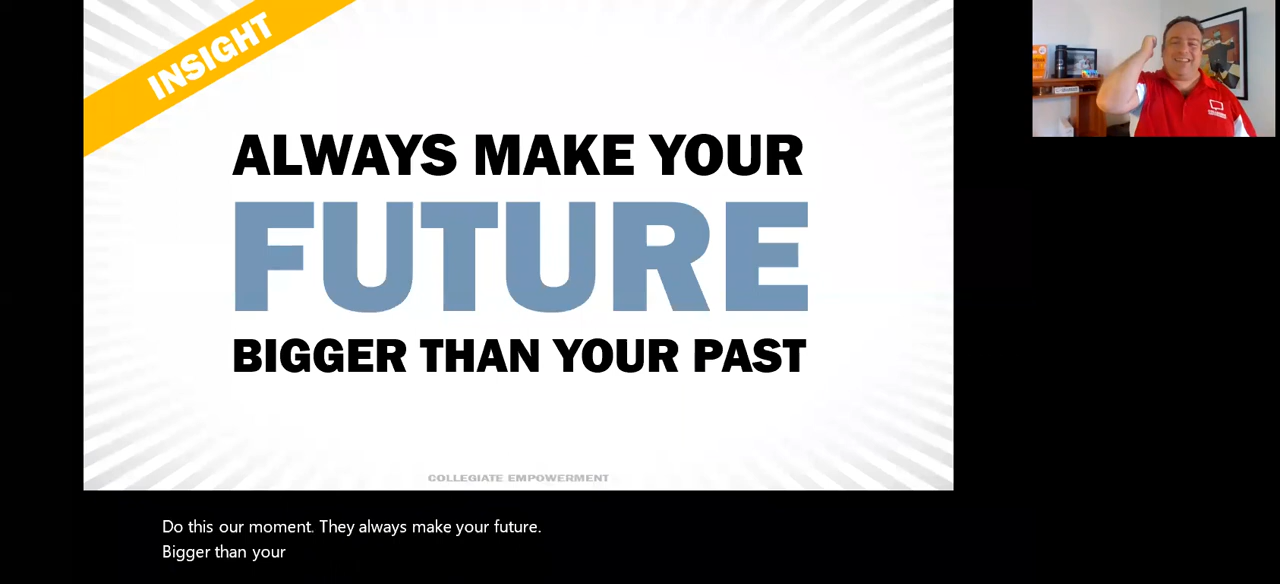 INSIGHT
ALWAYS MAKE YOUR
FUTURE
BIGGER THAN YOUR PAST
COLLEGIATE EMPOWERMENT
Do this our moment. They always make your future.
Bigger than your